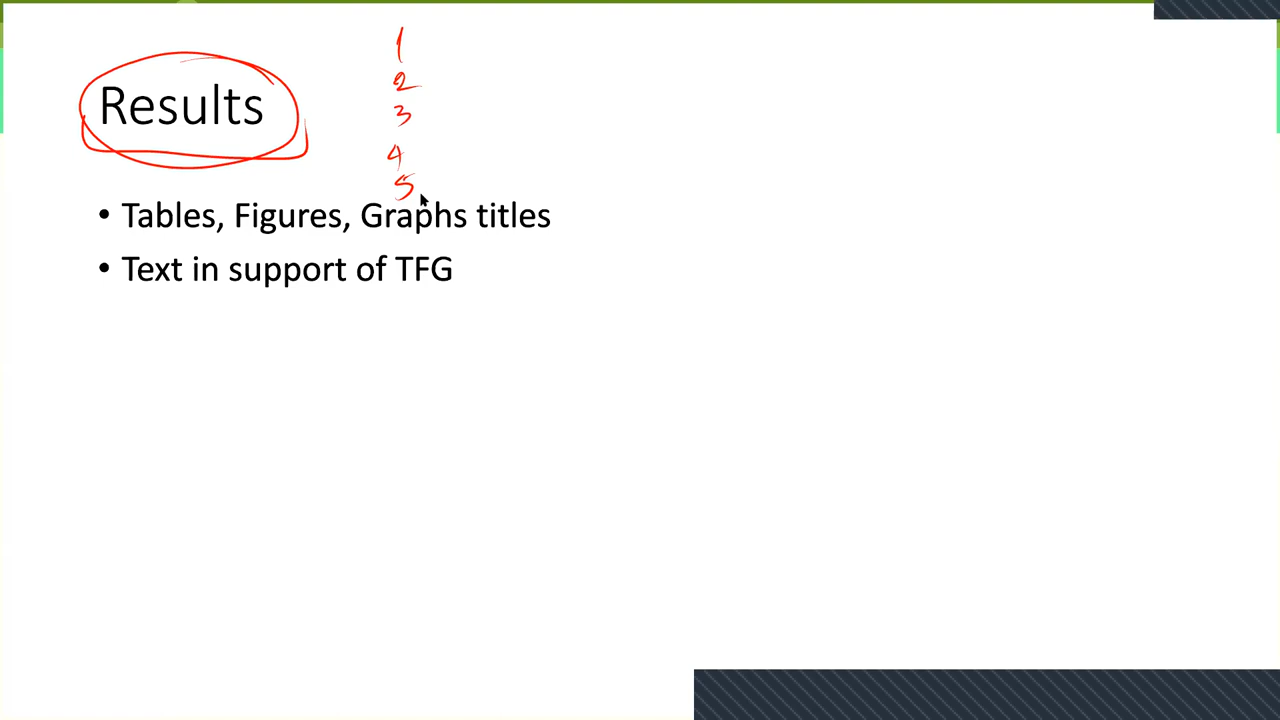 Results
1
2
3
4
5
• Tables, Figures, Graphs titles
• Text in support of TFG